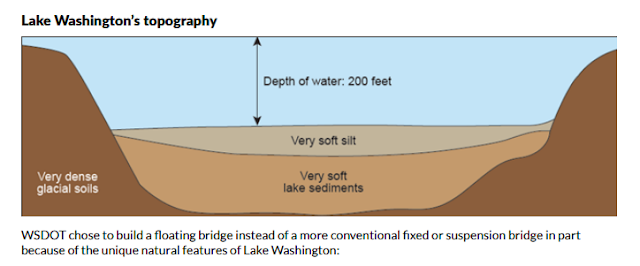 Lake Washington's topography
Depth of water: 200 feet
Very soft silt
Very dense
glacial soils
Very soft
lake sediments
WSDOT chose to build a floating bridge instead of a more conventional fixed or suspension bridge in part
because of the unique natural features of Lake Washington: